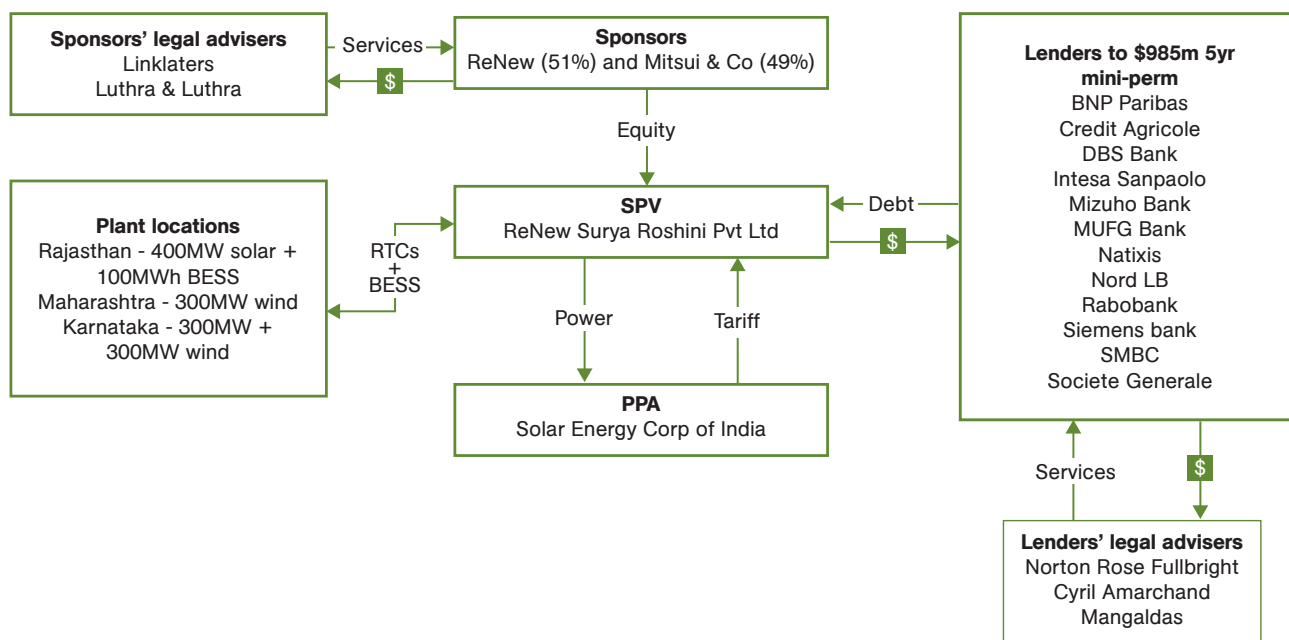 Sponsors' legal advisers
Linklaters
Luthra & Luthra
Services
$
Sponsors
ReNew (51%) and Mitsui & Co (49%)
Equity
Lenders to $985m 5yr
mini-perm
BNP Paribas
Credit Agricole
DBS Bank
Intesa Sanpaolo
Mizuho Bank
MUFG Bank
Natixis
Nord LB
Rabobank
Siemens bank
SMBC
Societe Generale
Plant locations
Rajasthan - 400MW solar +
100MWh BESS
Maharashtra - 300MW wind
Karnataka - 300MW +
300MW wind
RTCs
+
BESS
SPV
ReNew Surya Roshini Pvt Ltd
Debt
$
Power
Tariff
PPA
Solar Energy Corp of India
Services
$
Lenders' legal advisers
Norton Rose Fullbright
Cyril Amarchand
Mangaldas